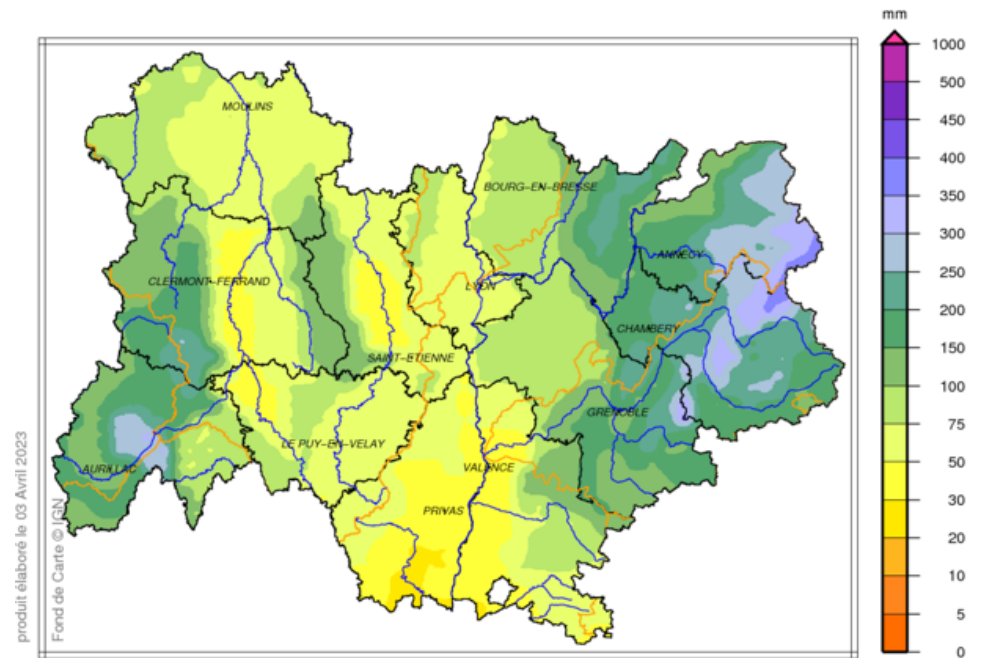 mm
1000
500
450
400
350
300
250
200
150
100
75
50
30
20
10
5
0
MOULINS
BOURG-EN-BRESSE
ANNECY
CLERMONT-FERRAND
LYON
CHAMBERY
SAINT-ETIENNE
GRENOBLE
LE PUY-EN-VELAY
AURILLAC
VALENCE
PRIVAS
produit élaboré le 03 Avril 2023
Fond de Carte © IGN